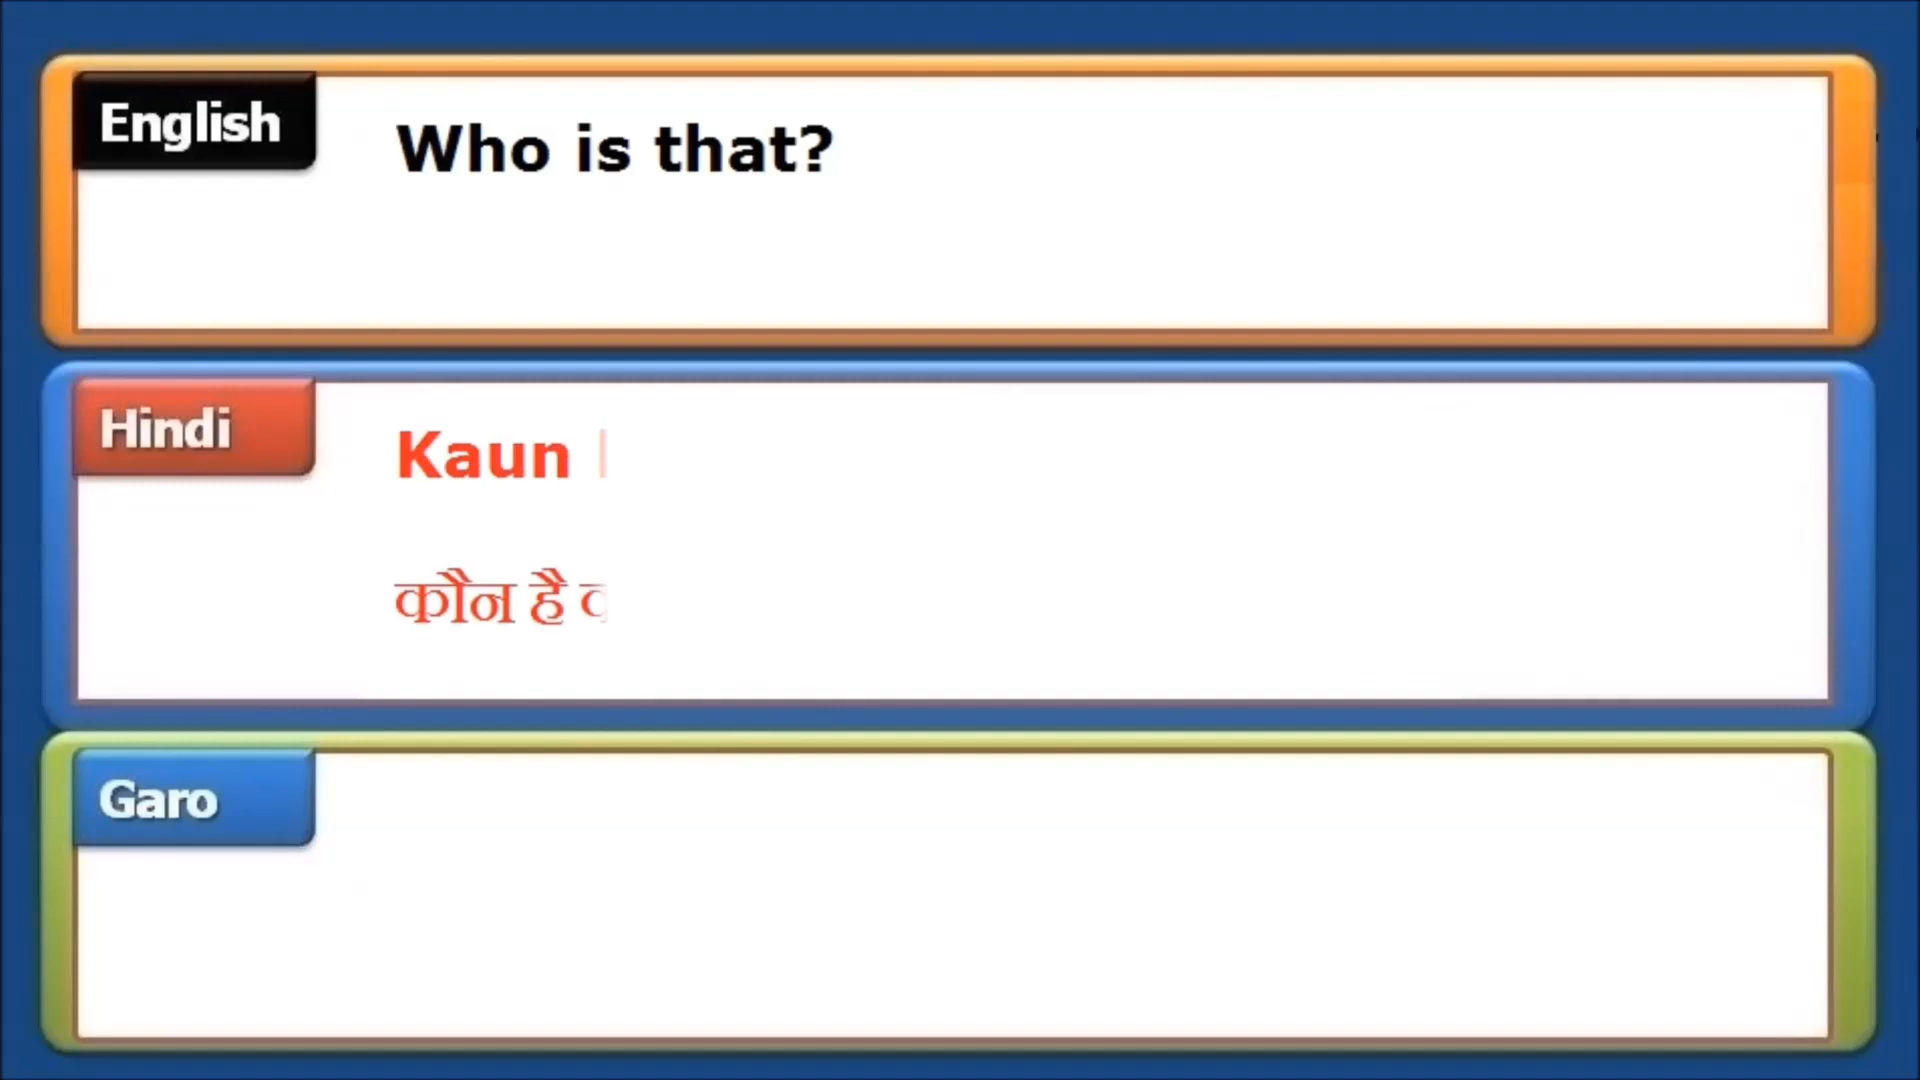 English
Who is that?
Hindi
Kaun
कौन है
Garo